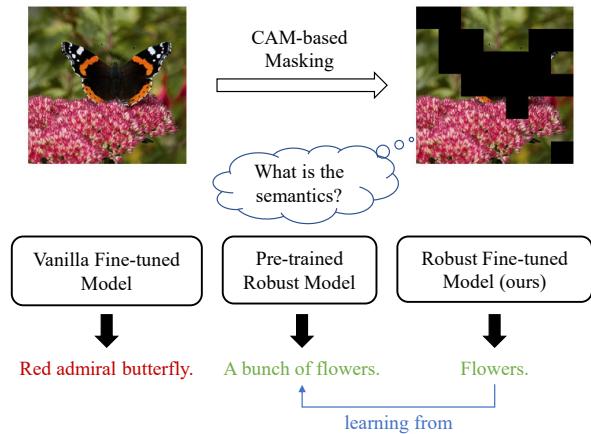 CAM-based
Masking
What is the
semantics?
Vanilla Fine-tuned
Model
Pre-trained
Robust Model
Robust Fine-tuned
Model (ours)
Red admiral butterfly.
A bunch of flowers.
Flowers.
learning from